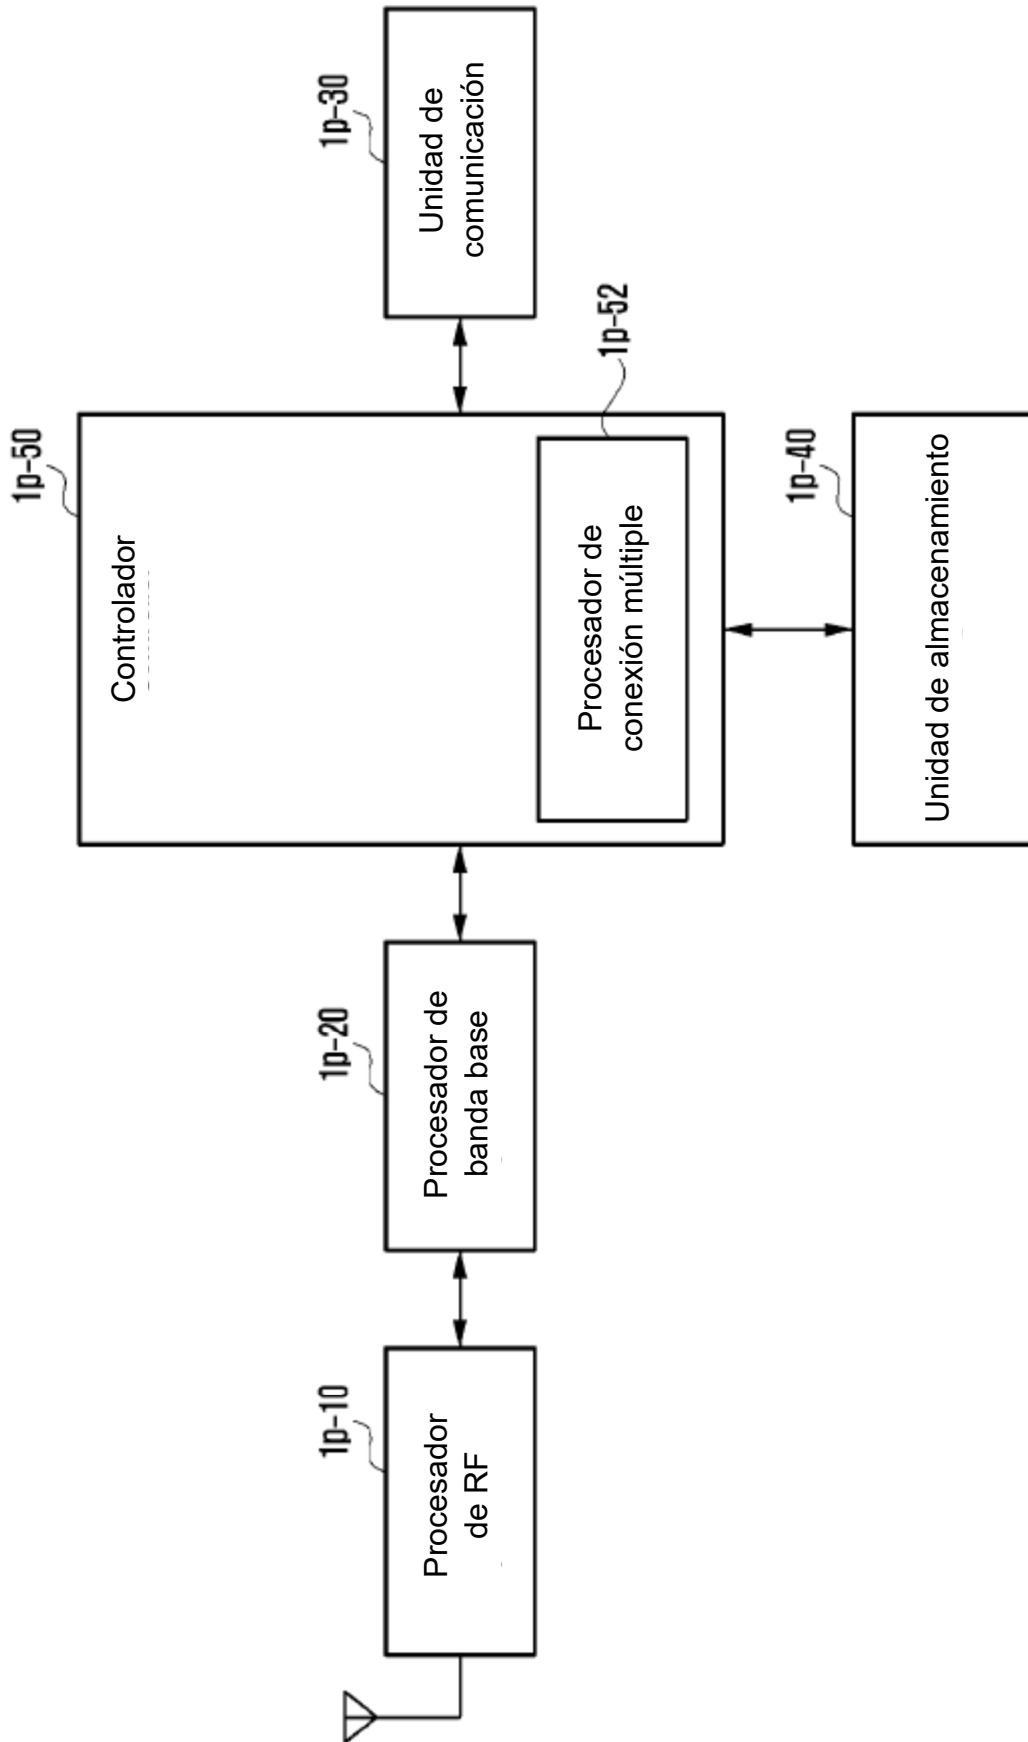 1p-10
Procesador
de RF
1p-20
Procesador de
banda base
1p-50
Controlador
Procesador de
conexión múltiple
1p-52
1p-30
Unidad de
comunicación
1p-40
Unidad de almacenamiento